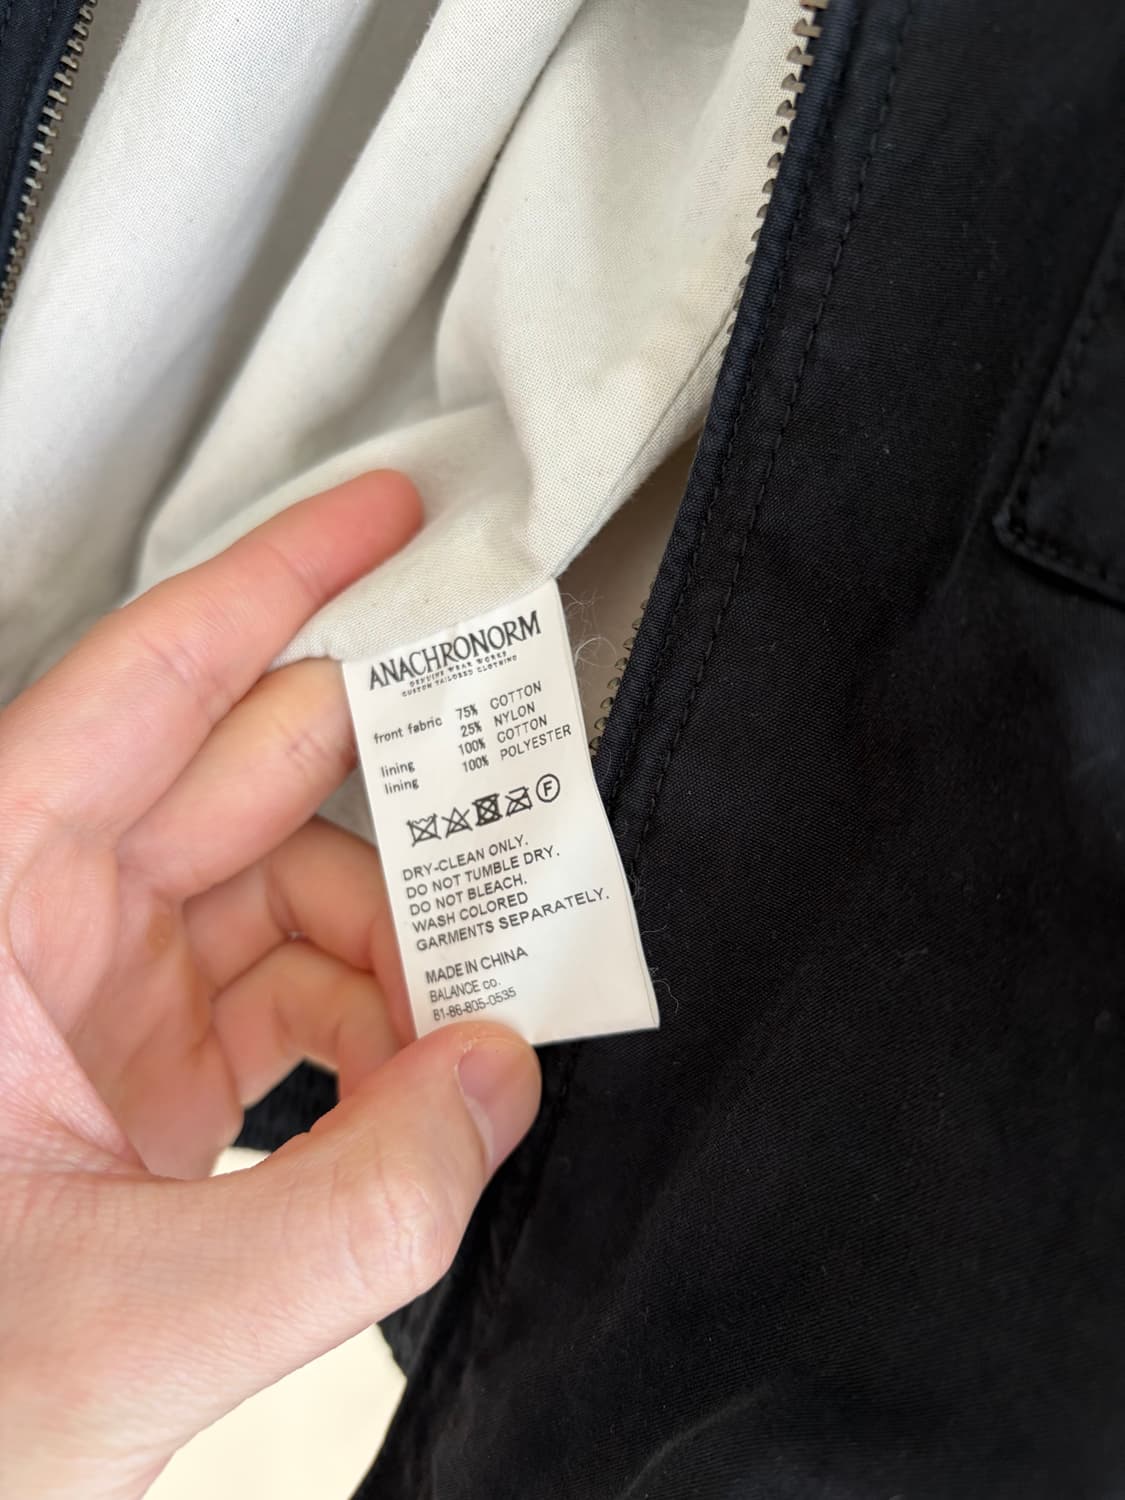 ANACHRONORM
GENUINE WEAR WORKS
CUSTOM TAILORED CLOTHING
front fabric 75% COTTON
25% NYLON
lining 100% COTTON
lining 100% POLYESTER
F
DRY-CLEAN ONLY.
DO NOT TUMBLE DRY.
DO NOT BLEACH.
WASH COLORED
GARMENTS SEPARATELY.
MADE IN CHINA
BALANCE co.
81-86-805-0535